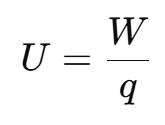 U = W/q